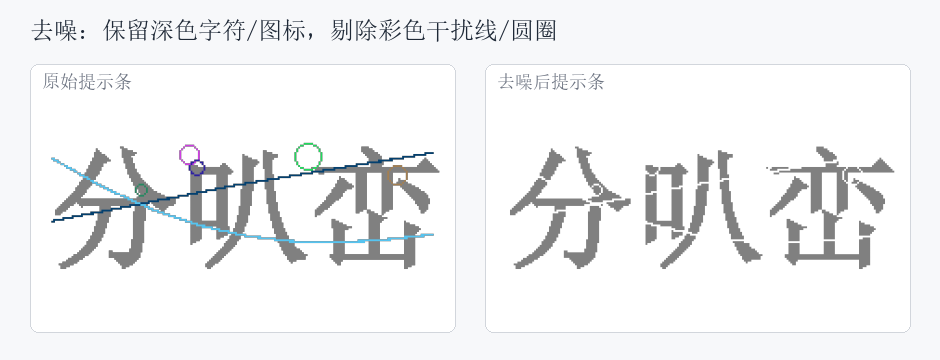 去噪：保留深色字符/图标，剔除彩色干扰线/圆圈
原始提示条
分叭峦
去噪后提示条
分叭峦